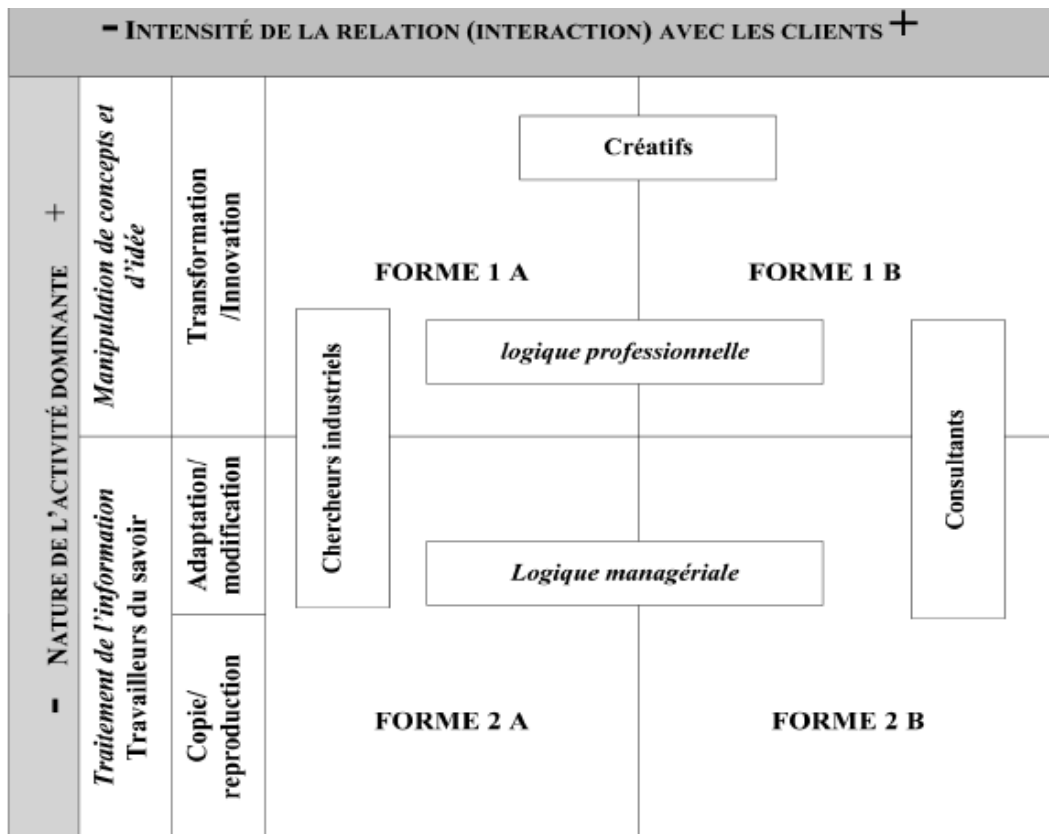 - INTENSITÉ DE LA RELATION (INTERACTION) AVEC LES CLIENTS +
- NATURE DE L'ACTIVITÉ DOMINANTE +
Manipulation de concepts et
d'idée
Transformation
/Innovation
Créatifs
FORME 1 A
FORME 1 B
logique professionnelle
Chercheurs industriels
Consultants
Traitement de l'information
Travailleurs du savoir
Adaptation/
modification
Logique managériale
Copie/
reproduction
FORME 2 A
FORME 2 B